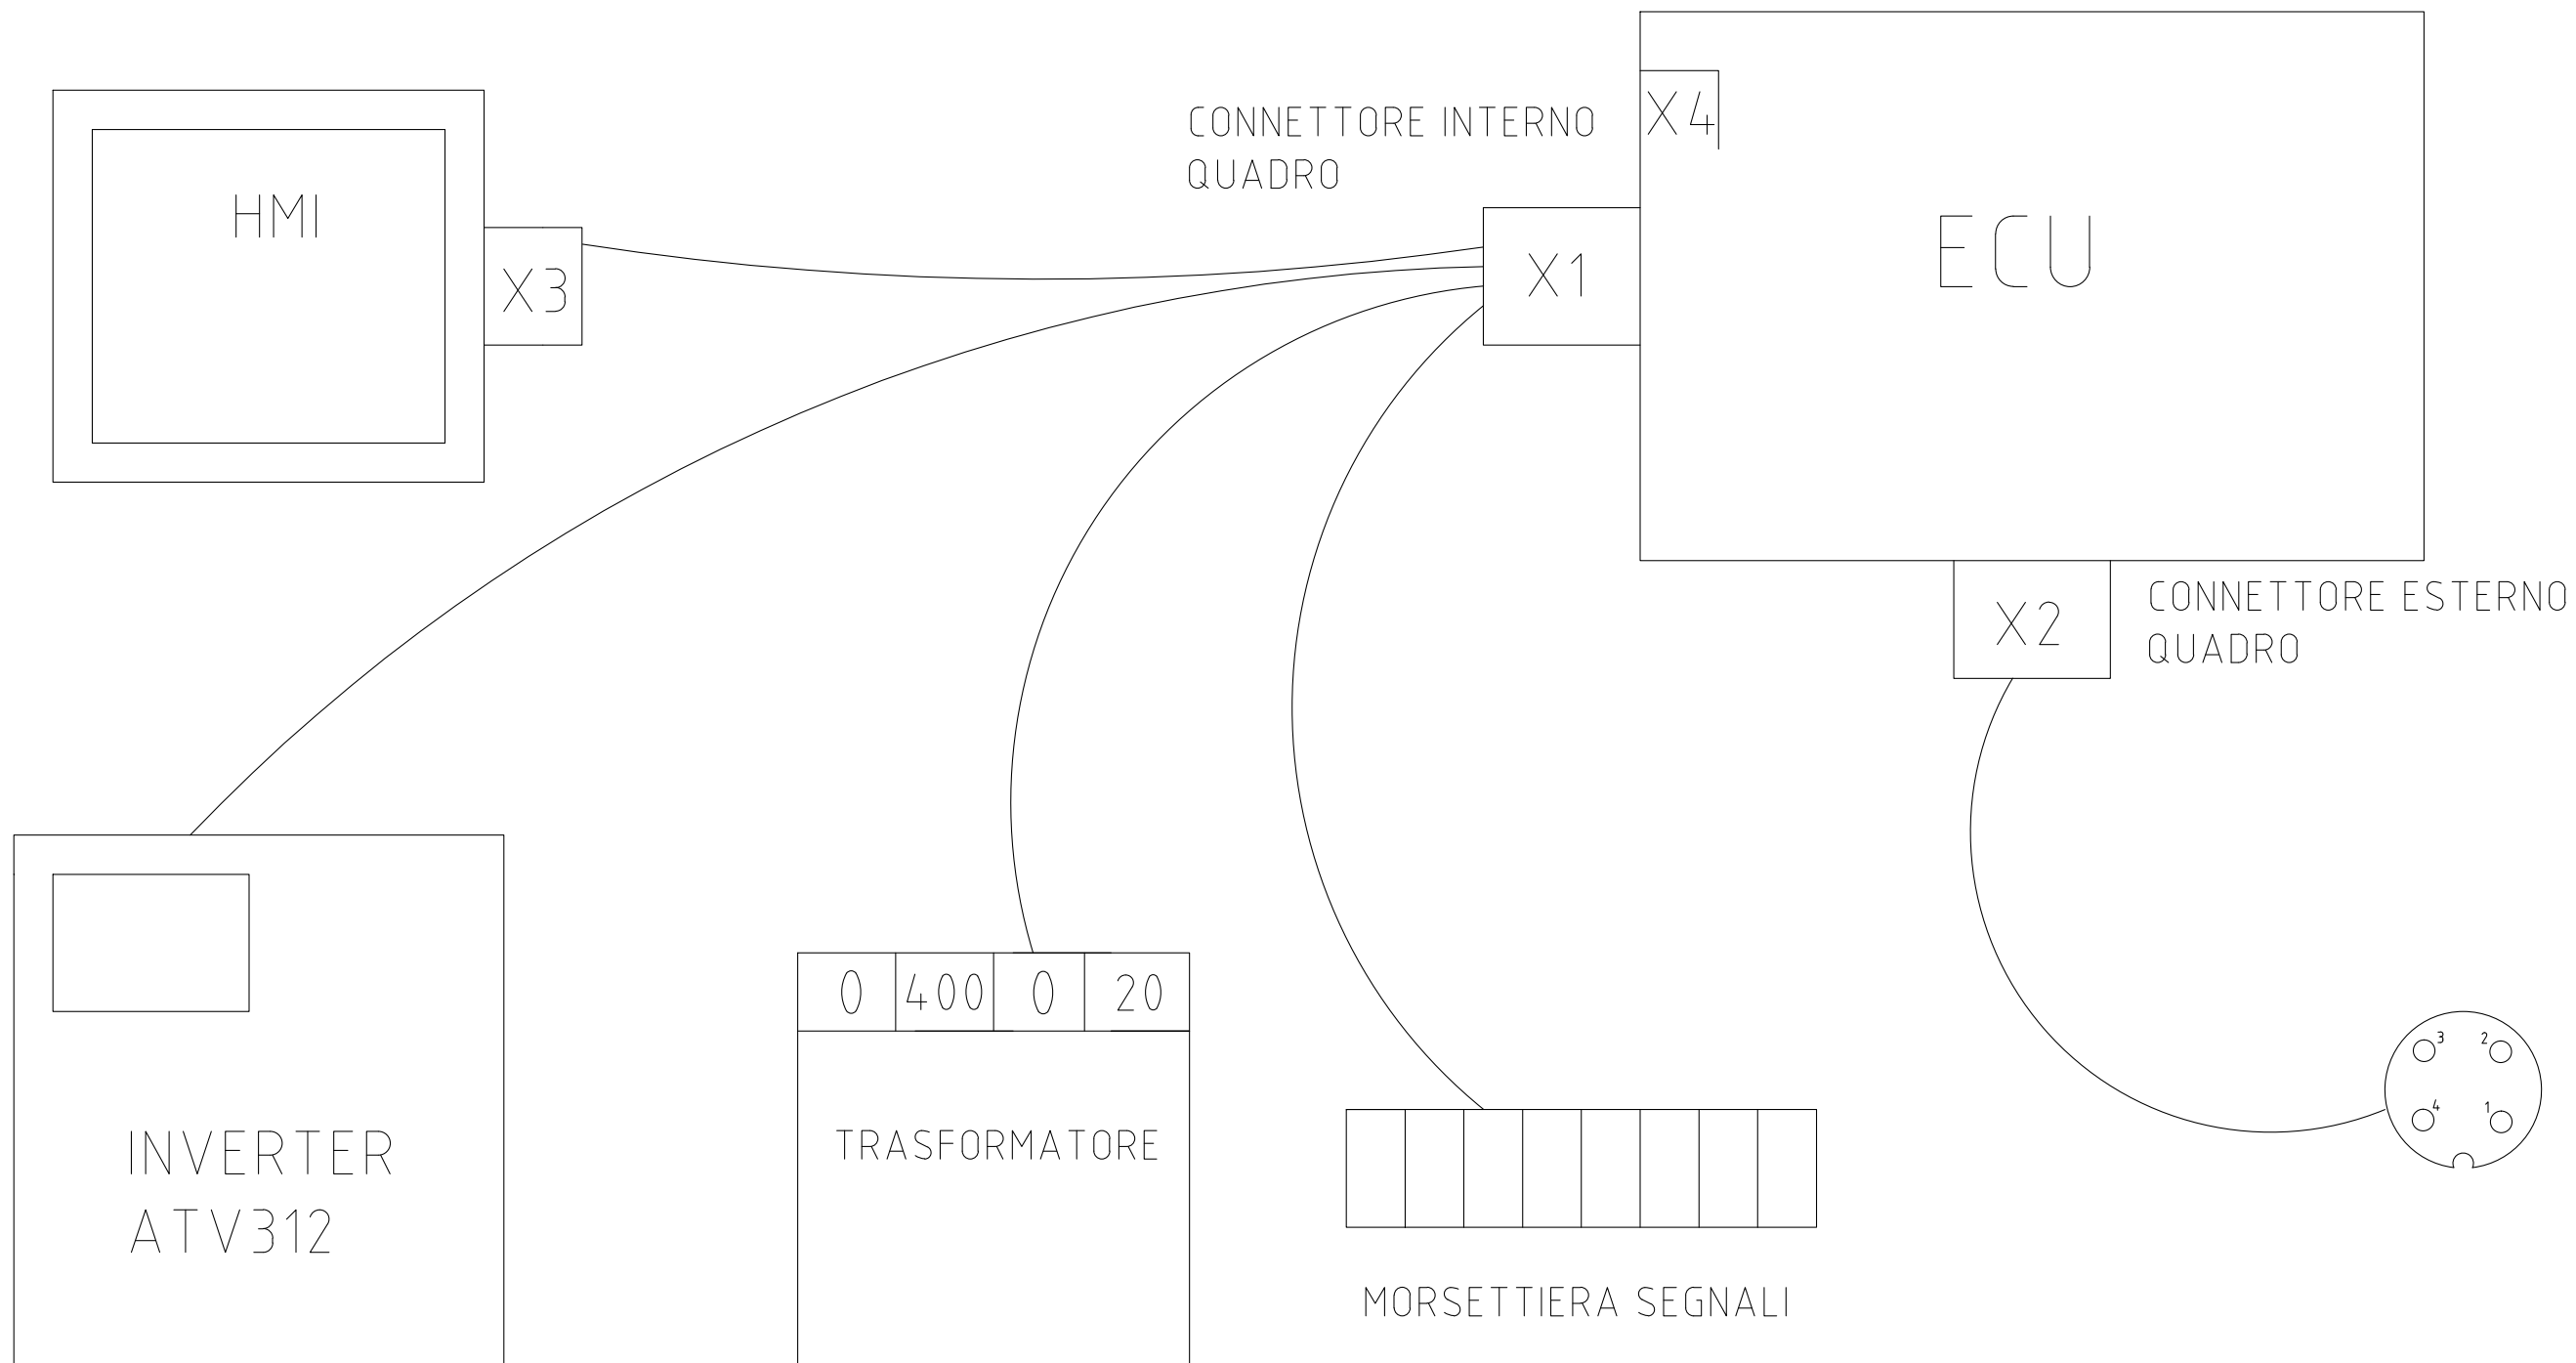 HMI
X3
CONNETTORE INTERNO
QUADRO
X1
X4
ECU
X2
CONNETTORE ESTERNO
QUADRO
INVERTER
ATV312
0 400 0 20
TRASFORMATORE
MORSETTIERA SEGNALI
3 2
4 1